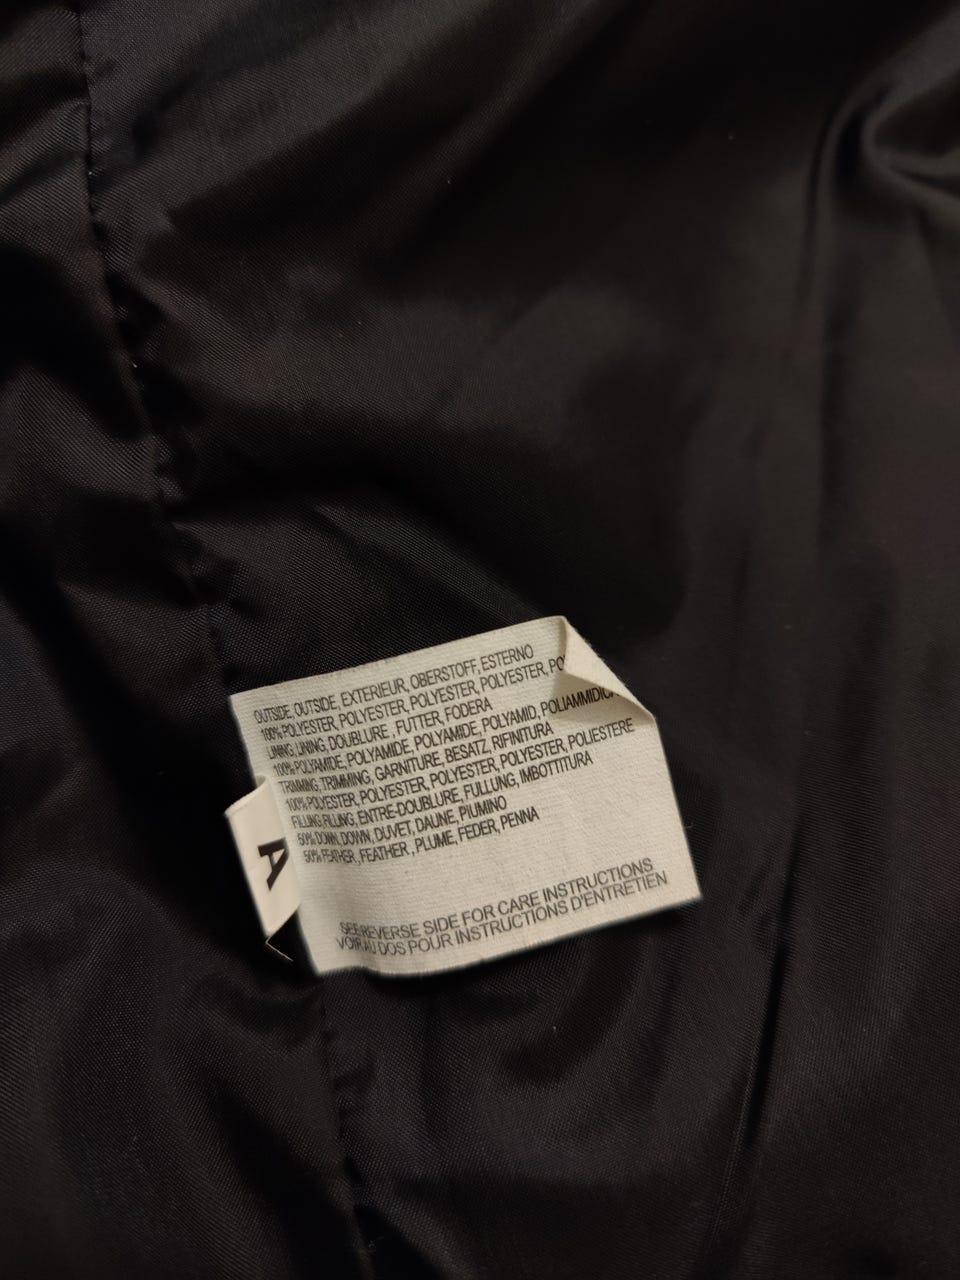 OUTSIDE, OUTSIDE, EXTERIEUR, OBERSTOFF, ESTERNO
100% POLYESTER, POLYESTER, POLYESTER, POLYESTER, PO
LINING, LINING, DOUBLURE , FUTTER, FODERA
100% POLYAMIDE, POLYAMIDE, POLYAMIDE, POLYAMID, POLIAMMIDICA
TRIMMING, TRIMMING, GARNITURE, BESATZ, RIFINITURA
100% POLYESTER, POLYESTER, POLYESTER, POLYESTER, POLIESTERE
FILLING, FILLING, ENTRE-DOUBLURE, FULLUNG, IMBOTTITURA
50% DOWN, DOWN, DUVET, DAUNE, PIUMINO
50% FEATHER , FEATHER , PLUME, FEDER, PENNA
SEE REVERSE SIDE FOR CARE INSTRUCTIONS
VOIR AU DOS POUR INSTRUCTIONS D'ENTRETIEN
A